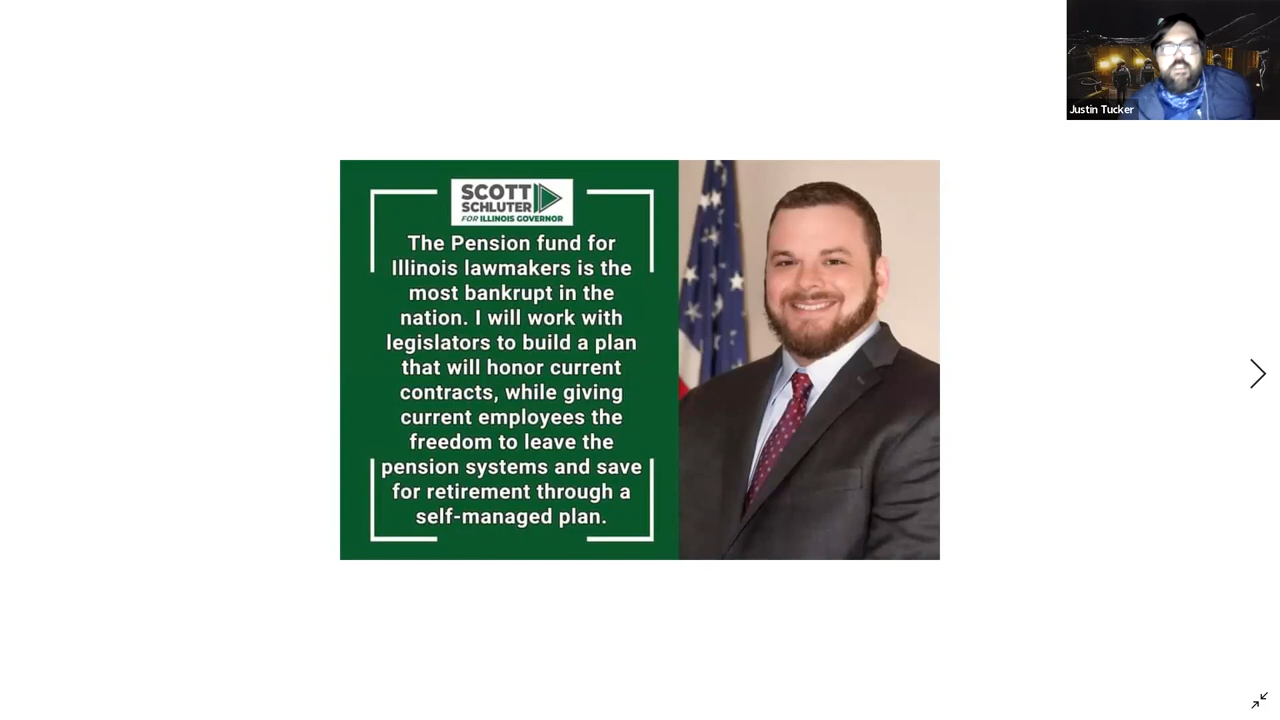 Justin Tucker
SCOTT
SCHLUTER
FOR ILLINOIS GOVERNOR
The Pension fund for
Illinois lawmakers is the
most bankrupt in the
nation. I will work with
legislators to build a plan
that will honor current
contracts, while giving
current employees the
freedom to leave the
pension systems and save
for retirement through a
self-managed plan.